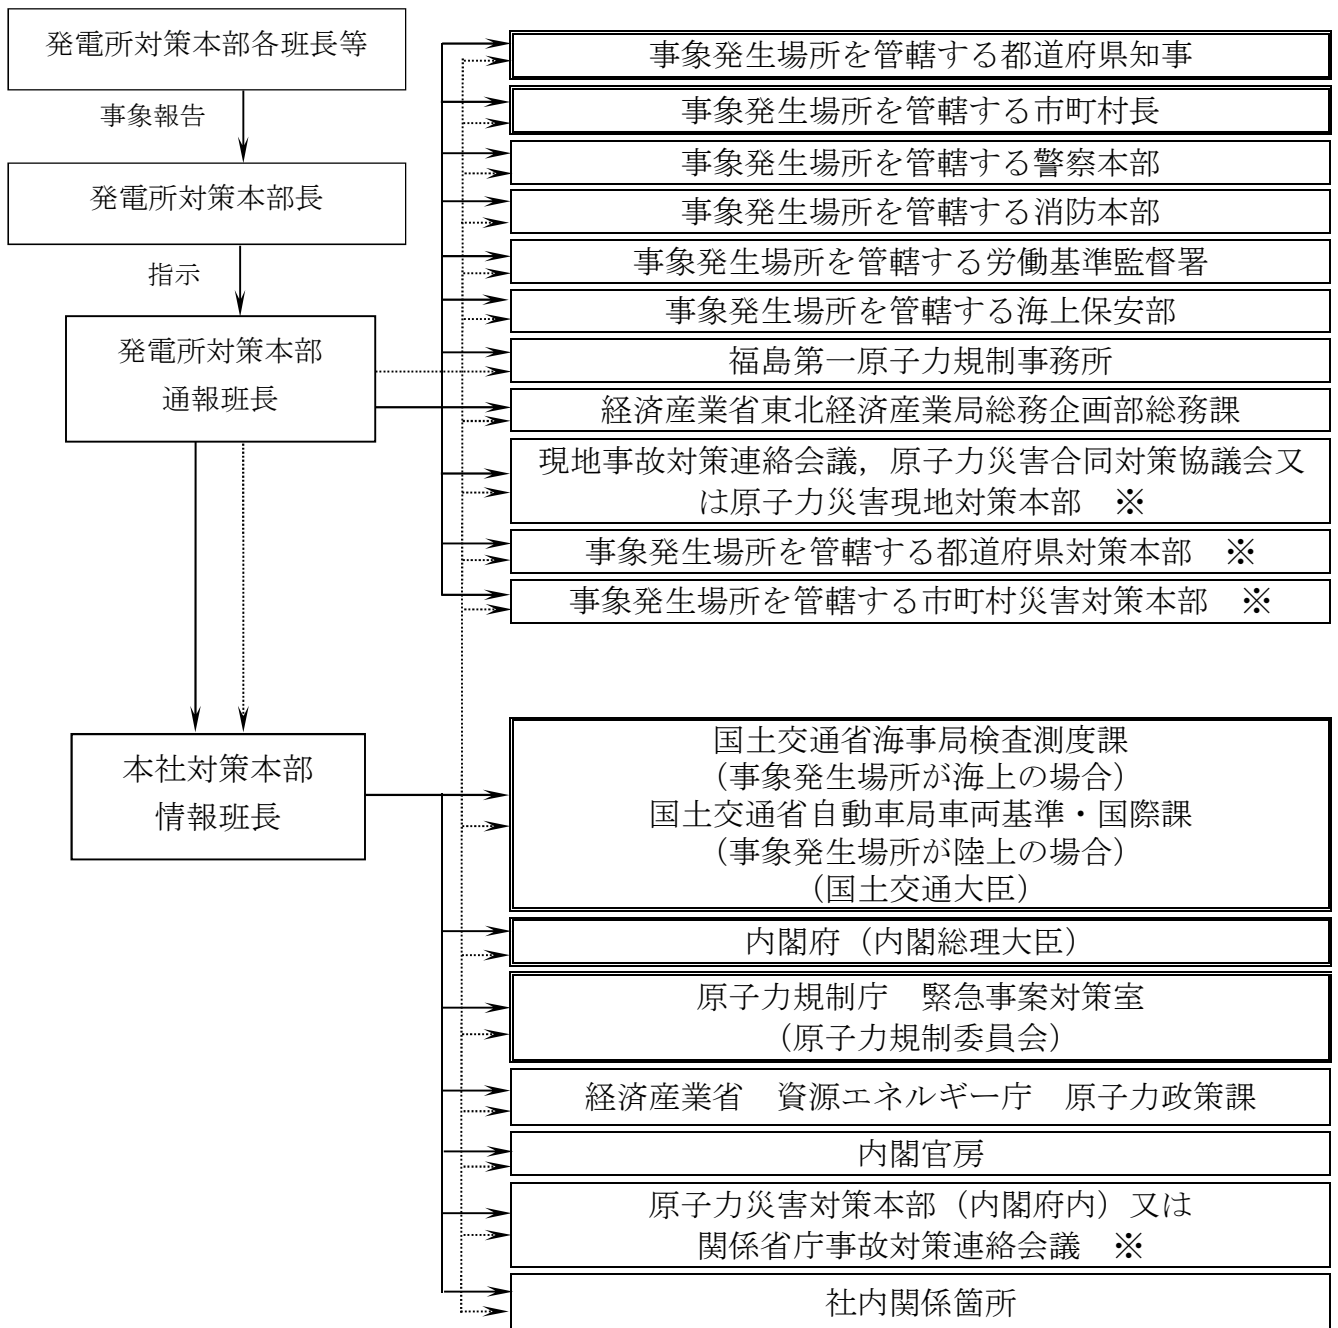 発電所対策本部各班長等
事象報告
発電所対策本部長
指示
発電所対策本部
通報班長
事象発生場所を管轄する都道府県知事
事象発生場所を管轄する市町村長
事象発生場所を管轄する警察本部
事象発生場所を管轄する消防本部
事象発生場所を管轄する労働基準監督署
事象発生場所を管轄する海上保安部
福島第一原子力規制事務所
経済産業省東北経済産業局総務企画部総務課
現地事故対策連絡会議，原子力災害合同対策協議会又
は原子力災害現地対策本部　※
事象発生場所を管轄する都道府県対策本部　※
事象発生場所を管轄する市町村災害対策本部　※
本社対策本部
情報班長
国土交通省海事局検査測度課
（事象発生場所が海上の場合）
国土交通省自動車局車両基準・国際課
（事象発生場所が陸上の場合）
（国土交通大臣）
内閣府（内閣総理大臣）
原子力規制庁　緊急事案対策室
（原子力規制委員会）
経済産業省　資源エネルギー庁　原子力政策課
内閣官房
原子力災害対策本部（内閣府内）又は
関係省庁事故対策連絡会議　※
社内関係箇所